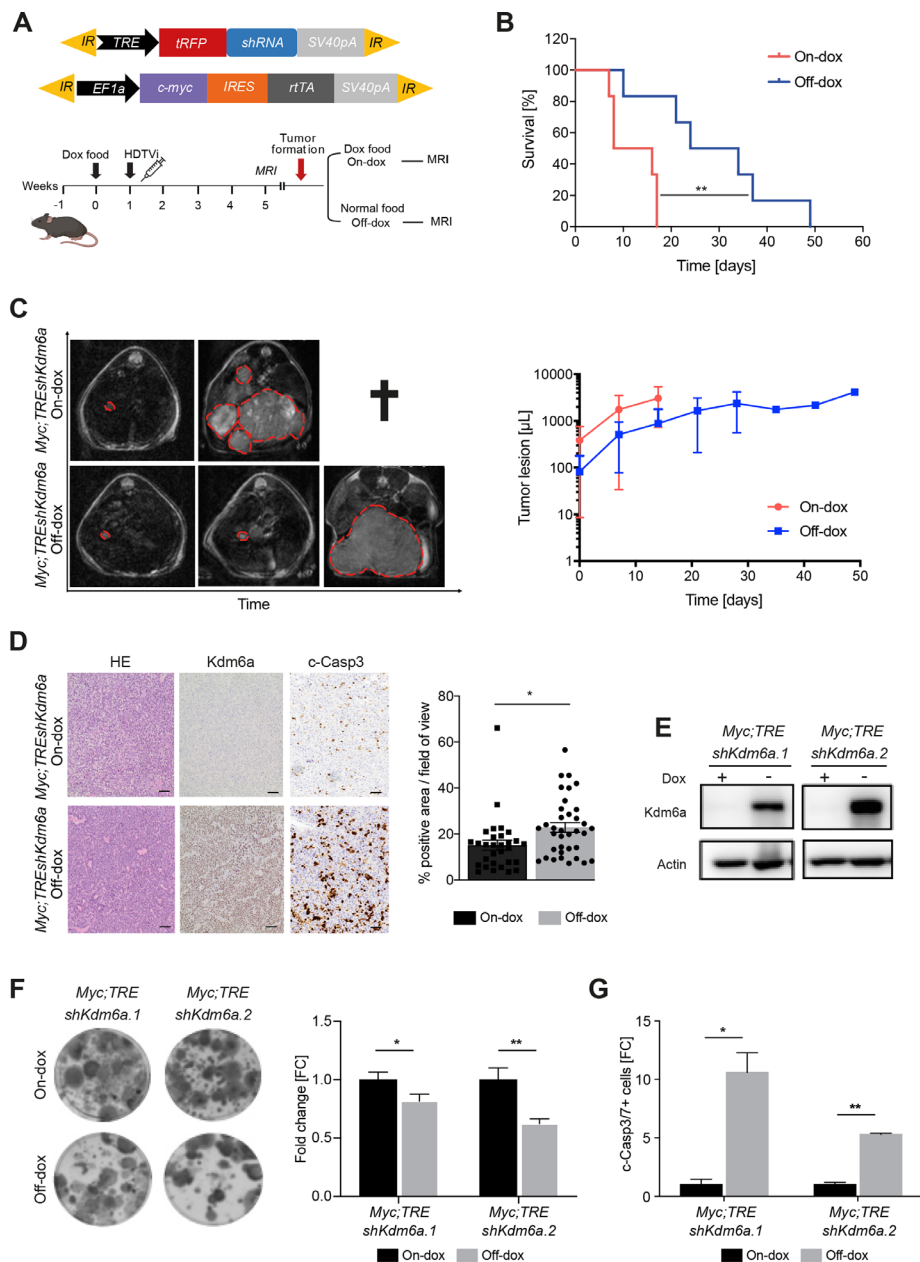 A
IR TRE tRFP shRNA SV40pA IR
IR EF1a c-myc IRES rtTA SV40pA IR
Tumor
formation
Dox food
HDTVi
MRI
Dox food
On-dox
MRI
Weeks
-1 0 1 2 3 4 5
Normal food
Off-dox
MRI
B
On-dox
Off-dox
Survival [%]
120
100
80
60
40
20
0
**
0 10 20 30 40 50 60
Time [days]
C
Myc;TREshKdm6a
On-dox
Myc;TREshKdm6a
Off-dox
Time
Tumor lesion [µL]
10000
1000
100
10
1
On-dox
Off-dox
0 10 20 30 40 50
Time [days]
D
HE Kdm6a c-Casp3
Myc;TREshKdm6a
On-dox
Myc;TREshKdm6a
Off-dox
% positive area / field of view
80
60
40
20
0
*
On-dox Off-dox
E
Myc;TRE Myc;TRE
shKdm6a.1 shKdm6a.2
Dox + - + -
Kdm6a
Actin
F
Myc;TRE Myc;TRE
shKdm6a.1 shKdm6a.2
On-dox
Off-dox
Fold change [FC]
1.5
1.0
0.5
0.0
* **
Myc;TRE Myc;TRE
shKdm6a.1 shKdm6a.2
On-dox Off-dox
G
c-Casp3/7+ cells [FC]
15
10
5
0
* **
Myc;TRE Myc;TRE
shKdm6a.1 shKdm6a.2
On-dox Off-dox